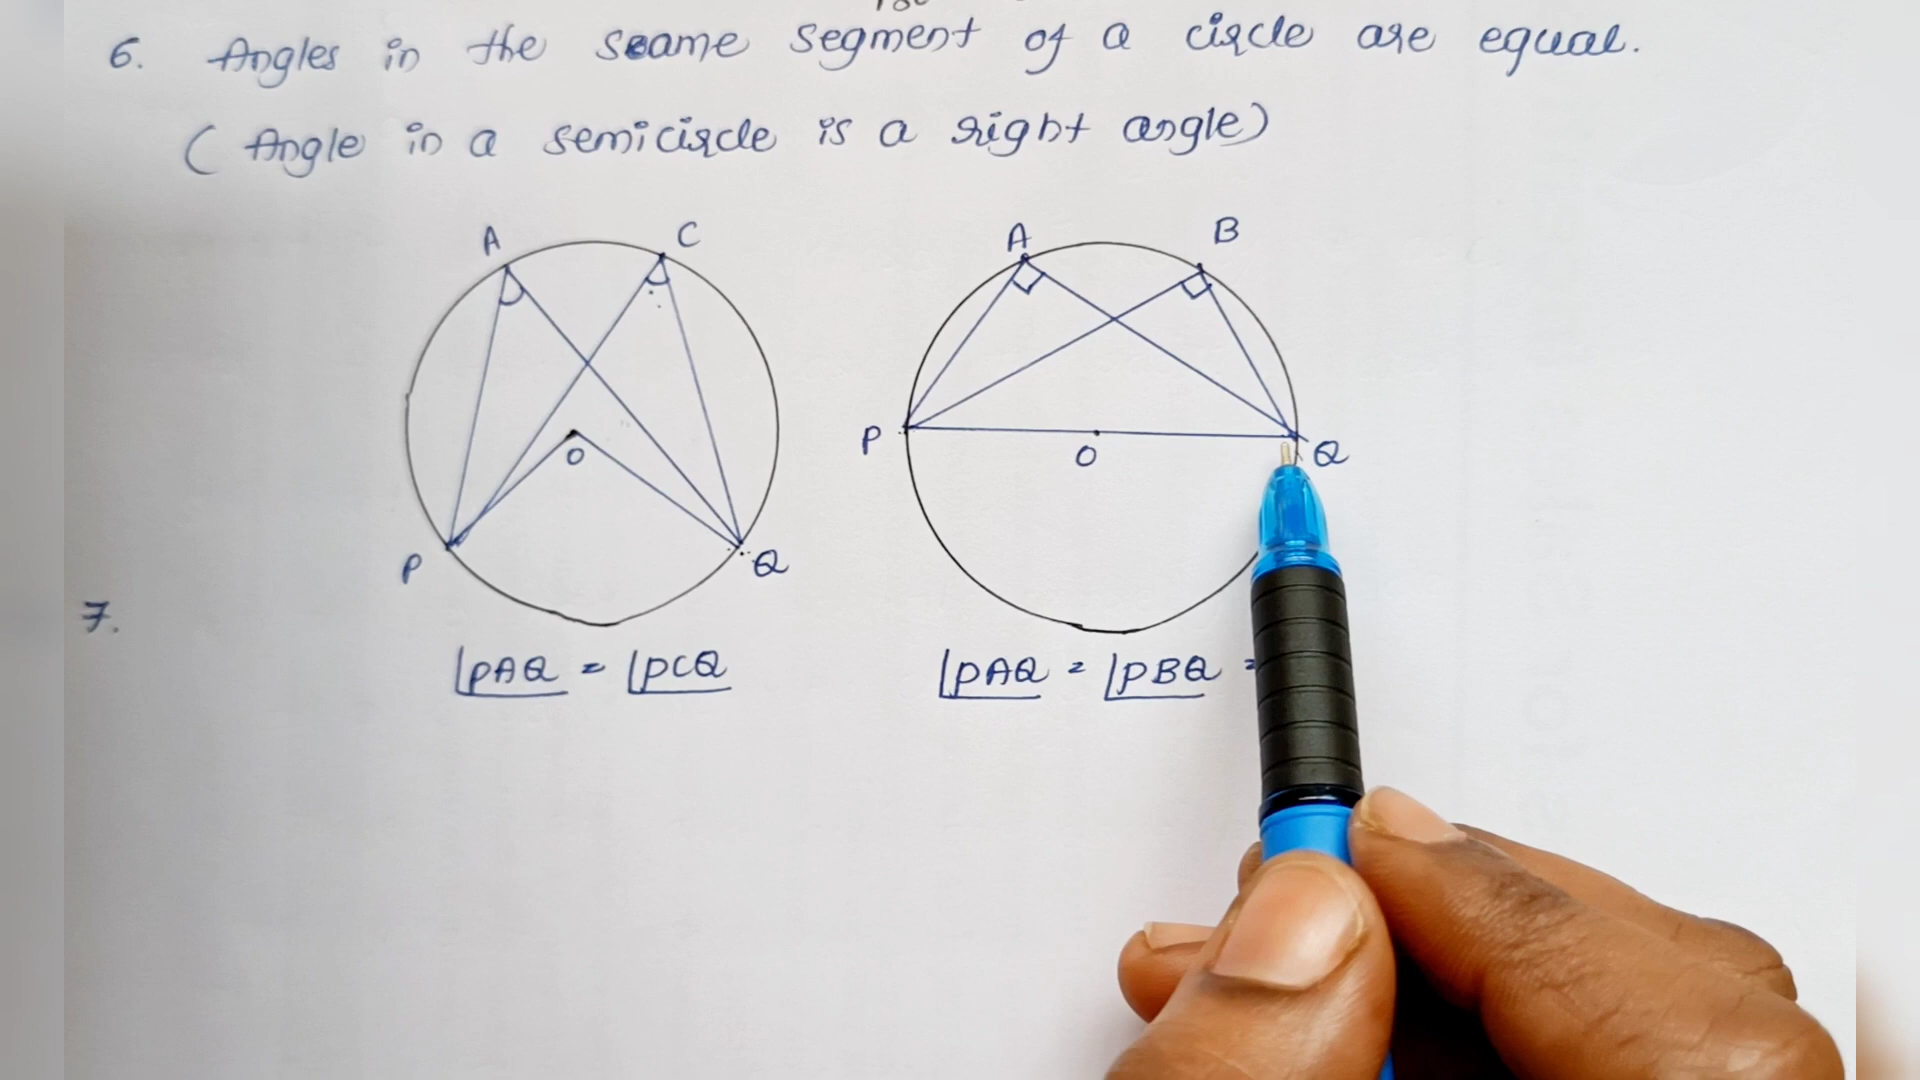 6. Angles in the same segment of a circle are equal.
( Angle in a semicircle is a right angle)
A C
A B
O
P Q
P O Q
7.
∠PAQ = ∠PCQ
∠PAQ = ∠PBQ =